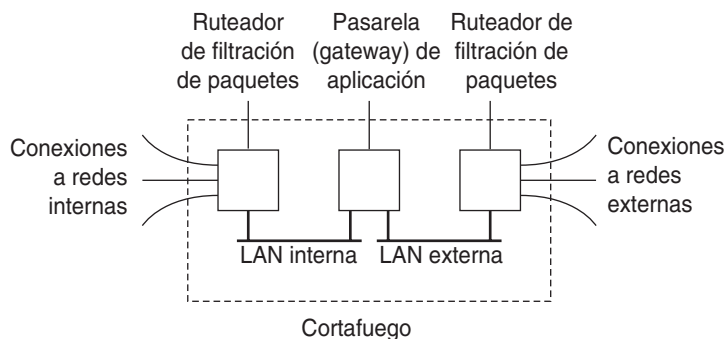 Ruteador
de filtración
de paquetes
Pasarela
(gateway) de
aplicación
Ruteador de
filtración de
paquetes
Conexiones
a redes
internas
Conexiones
a redes
externas
LAN interna
LAN externa
Cortafuego